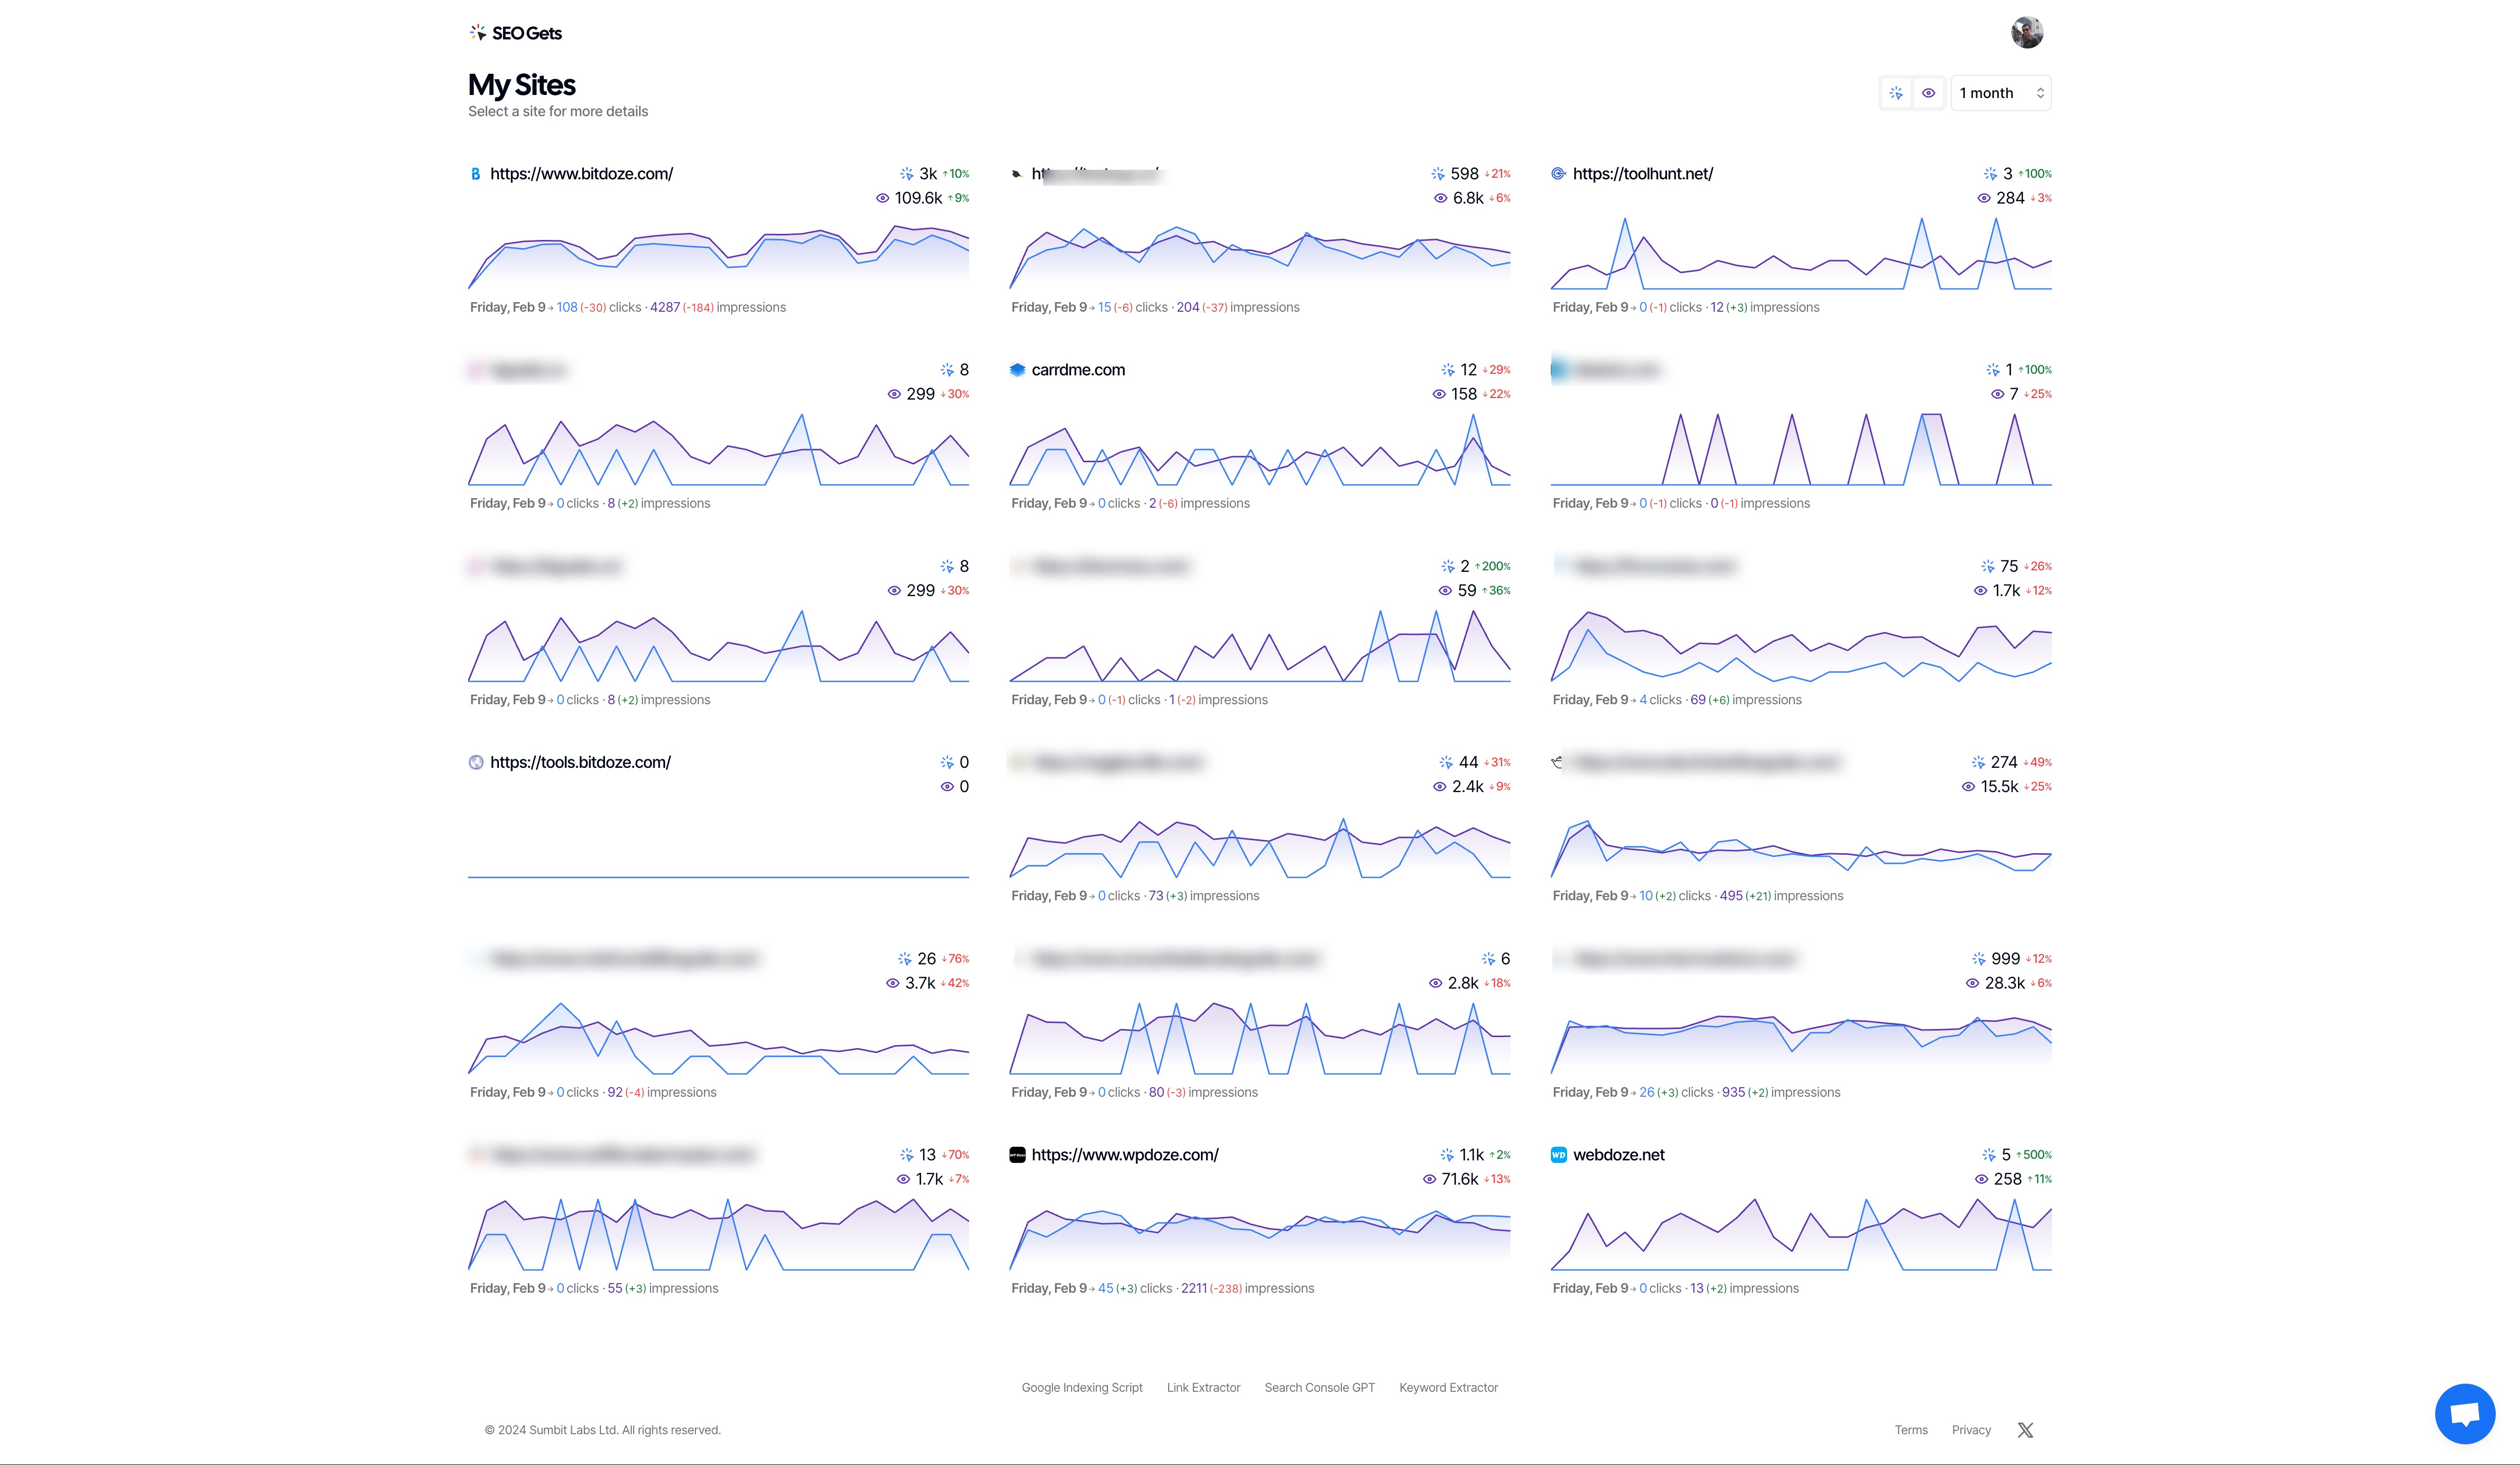 SEO Gets
My Sites
Select a site for more details
1 month
https://www.bitdoze.com/
3k ↑10%
109.6k ↑9%
Friday, Feb 9 → 108 (-30) clicks · 4287 (-184) impressions
598 ↓21%
6.8k ↓6%
Friday, Feb 9 → 15 (-6) clicks · 204 (-37) impressions
https://toolhunt.net/
3 ↑100%
284 ↓3%
Friday, Feb 9 → 0 (-1) clicks · 12 (+3) impressions
8
299 ↓30%
Friday, Feb 9 → 0 clicks · 8 (+2) impressions
carrdme.com
12 ↓29%
158 ↓22%
Friday, Feb 9 → 0 clicks · 2 (-6) impressions
1 ↑100%
7 ↓25%
Friday, Feb 9 → 0 (-1) clicks · 0 (-1) impressions
8
299 ↓30%
Friday, Feb 9 → 0 clicks · 8 (+2) impressions
2 ↑200%
59 ↑36%
Friday, Feb 9 → 0 (-1) clicks · 1 (-2) impressions
75 ↓26%
1.7k ↓12%
Friday, Feb 9 → 4 clicks · 69 (+6) impressions
https://tools.bitdoze.com/
0
0
44 ↓31%
2.4k ↓9%
Friday, Feb 9 → 0 clicks · 73 (+3) impressions
274 ↓49%
15.5k ↓25%
Friday, Feb 9 → 10 (+2) clicks · 495 (+21) impressions
26 ↓76%
3.7k ↓42%
Friday, Feb 9 → 0 clicks · 92 (-4) impressions
6
2.8k ↓18%
Friday, Feb 9 → 0 clicks · 80 (-3) impressions
999 ↓12%
28.3k ↓6%
Friday, Feb 9 → 26 (+3) clicks · 935 (+2) impressions
13 ↓70%
1.7k ↓7%
Friday, Feb 9 → 0 clicks · 55 (+3) impressions
https://www.wpdoze.com/
1.1k ↑2%
71.6k ↓13%
Friday, Feb 9 → 45 (+3) clicks · 2211 (-238) impressions
WD webdoze.net
5 ↑500%
258 ↑11%
Friday, Feb 9 → 0 clicks · 13 (+2) impressions
Google Indexing Script Link Extractor Search Console GPT Keyword Extractor
© 2024 Sumbit Labs Ltd. All rights reserved.
Terms Privacy